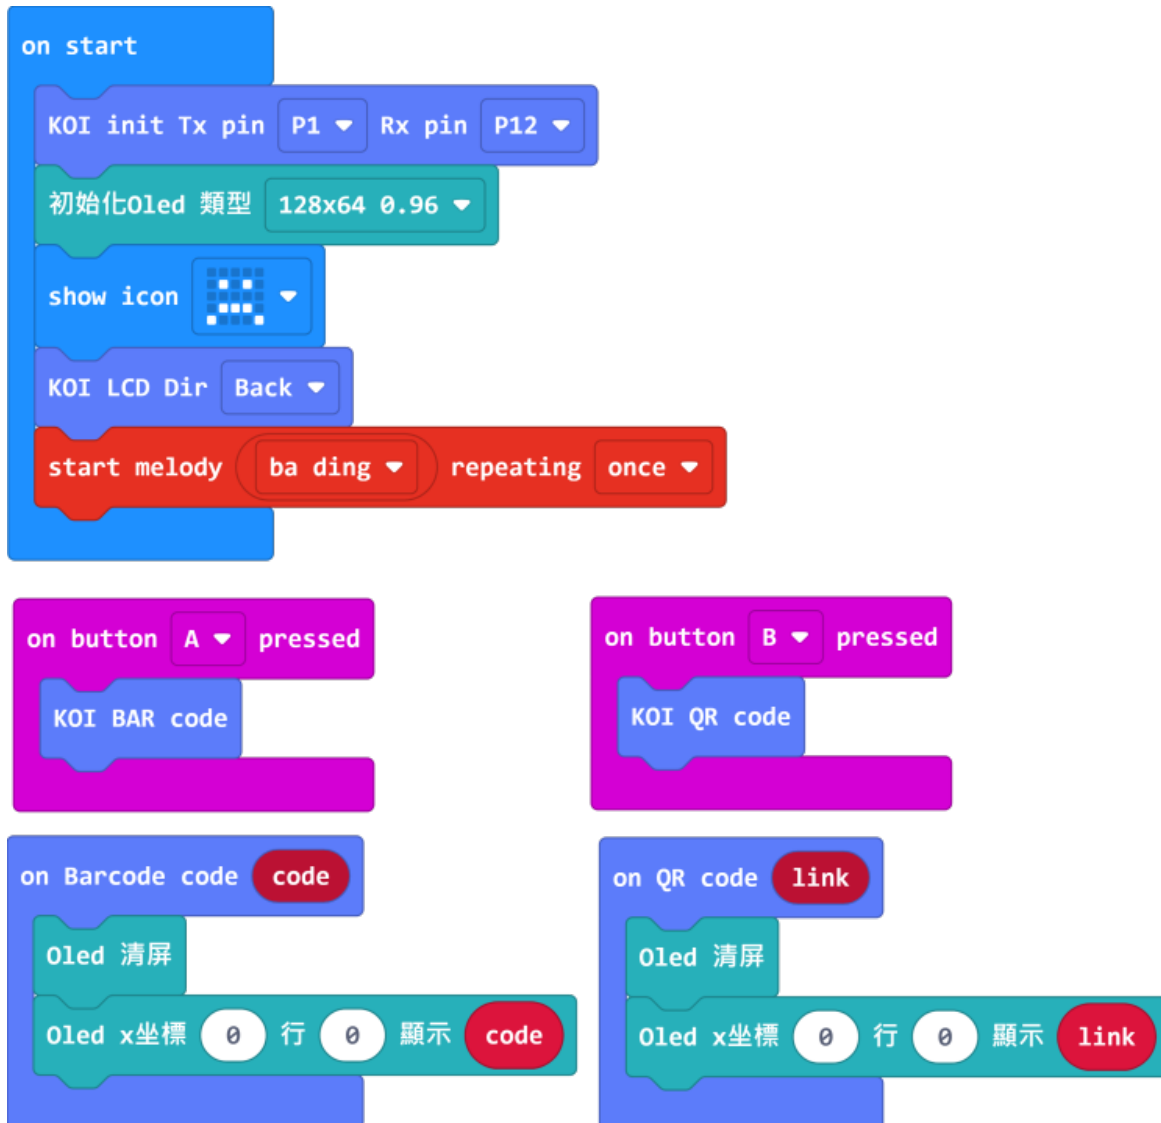 on start
KOI init Tx pin P1 Rx pin P12
初始化Oled 類型 128x64 0.96
show icon
KOI LCD Dir Back
start melody ba ding repeating once
on button A pressed
KOI BAR code
on button B pressed
KOI QR code
on Barcode code code
Oled 清屏
Oled x坐標 0 行 0 顯示 code
on QR code link
Oled 清屏
Oled x坐標 0 行 0 顯示 link